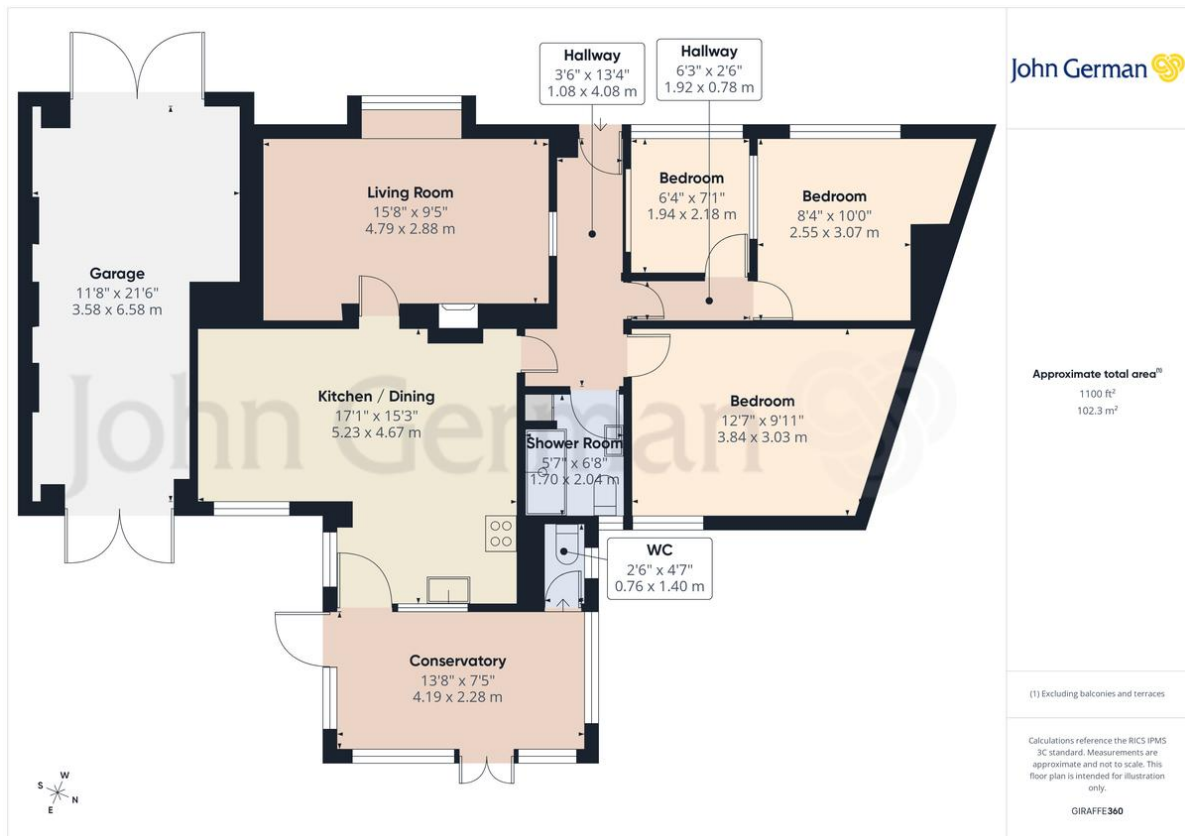 Hallway
3'6" x 13'4"
1.08 x 4.08 m
Hallway
6'3" x 2'6"
1.92 x 0.78 m
John German
Living Room
15'8" x 9'5"
4.79 x 2.88 m
Bedroom
6'4" x 7'1"
1.94 x 2.18 m
Bedroom
8'4" x 10'0"
2.55 x 3.07 m
Garage
11'8" x 21'6"
3.58 x 6.58 m
Kitchen / Dining
17'1" x 15'3"
5.23 x 4.67 m
Bedroom
12'7" x 9'11"
3.84 x 3.03 m
Shower Room
5'7" x 6'8"
1.70 x 2.04 m
John German
WC
2'6" x 4'7"
0.76 x 1.40 m
Conservatory
13'8" x 7'5"
4.19 x 2.28 m
Approximate total area(1)
1100 ft²
102.3 m²
(1) Excluding balconies and terraces
Calculations reference the RICS IPMS
3C standard. Measurements are
approximate and not to scale. This
floor plan is intended for illustration
only.
GIRAFFE360
W
S
N
E